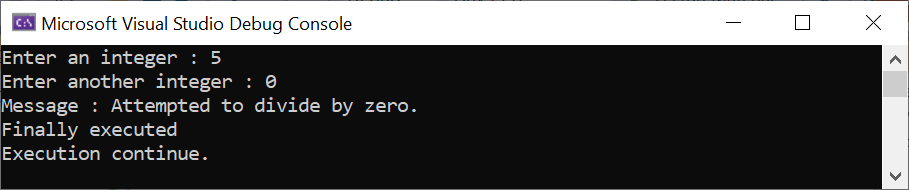 Microsoft Visual Studio Debug Console
Enter an integer : 5
Enter another integer : 0
Message : Attempted to divide by zero.
Finally executed
Execution continue.